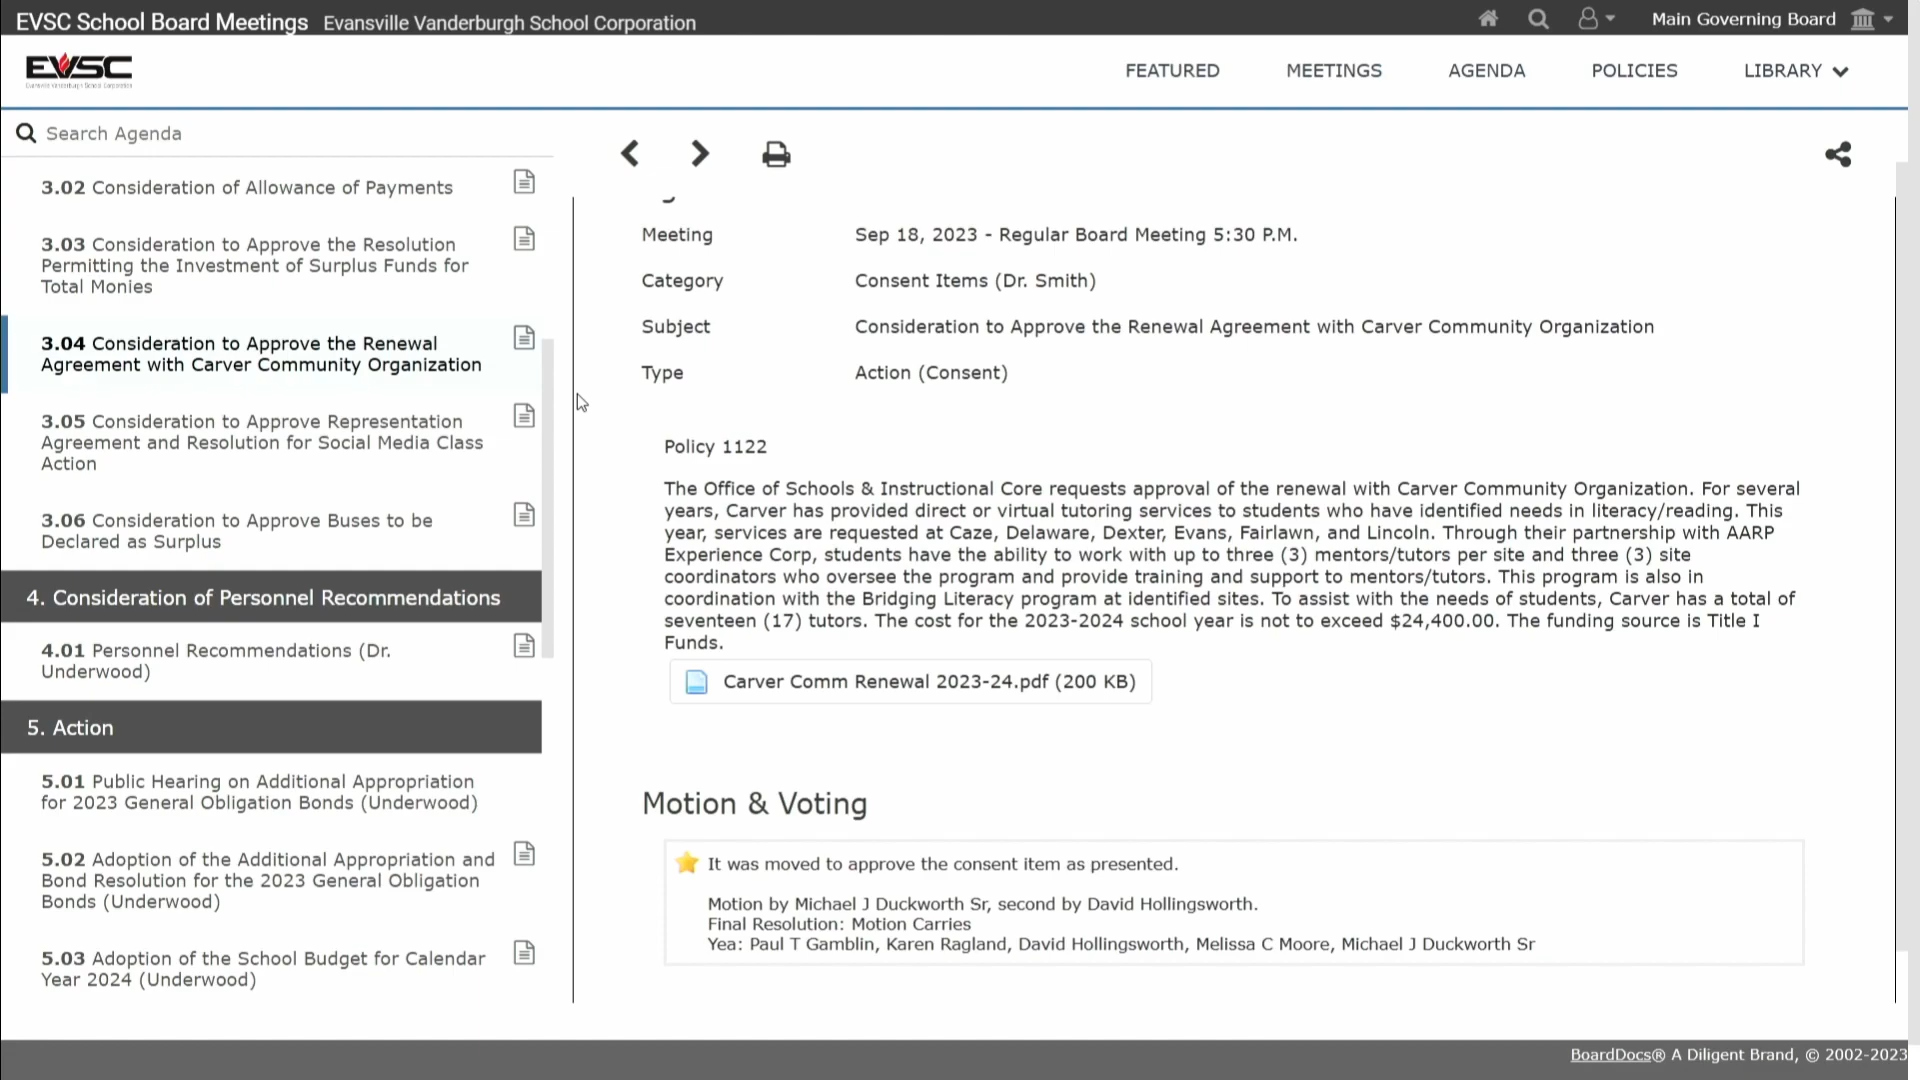 EVSC School Board Meetings Evansville Vanderburgh School Corporation
Main Governing Board
EVSC
FEATURED MEETINGS AGENDA POLICIES LIBRARY
Search Agenda
3.02 Consideration of Allowance of Payments
3.03 Consideration to Approve the Resolution
Permitting the Investment of Surplus Funds for
Total Monies
3.04 Consideration to Approve the Renewal
Agreement with Carver Community Organization
3.05 Consideration to Approve Representation
Agreement and Resolution for Social Media Class
Action
3.06 Consideration to Approve Buses to be
Declared as Surplus
4. Consideration of Personnel Recommendations
4.01 Personnel Recommendations (Dr.
Underwood)
5. Action
5.01 Public Hearing on Additional Appropriation
for 2023 General Obligation Bonds (Underwood)
5.02 Adoption of the Additional Appropriation and
Bond Resolution for the 2023 General Obligation
Bonds (Underwood)
5.03 Adoption of the School Budget for Calendar
Year 2024 (Underwood)
Meeting Sep 18, 2023 - Regular Board Meeting 5:30 P.M.
Category Consent Items (Dr. Smith)
Subject Consideration to Approve the Renewal Agreement with Carver Community Organization
Type Action (Consent)
Policy 1122
The Office of Schools & Instructional Core requests approval of the renewal with Carver Community Organization. For several
years, Carver has provided direct or virtual tutoring services to students who have identified needs in literacy/reading. This
year, services are requested at Caze, Delaware, Dexter, Evans, Fairlawn, and Lincoln. Through their partnership with AARP
Experience Corp, students have the ability to work with up to three (3) mentors/tutors per site and three (3) site
coordinators who oversee the program and provide training and support to mentors/tutors. This program is also in
coordination with the Bridging Literacy program at identified sites. To assist with the needs of students, Carver has a total of
seventeen (17) tutors. The cost for the 2023-2024 school year is not to exceed $24,400.00. The funding source is Title I
Funds.
Carver Comm Renewal 2023-24.pdf (200 KB)
Motion & Voting
It was moved to approve the consent item as presented.
Motion by Michael J Duckworth Sr, second by David Hollingsworth.
Final Resolution: Motion Carries
Yea: Paul T Gamblin, Karen Ragland, David Hollingsworth, Melissa C Moore, Michael J Duckworth Sr
BoardDocs® A Diligent Brand, © 2002-2023